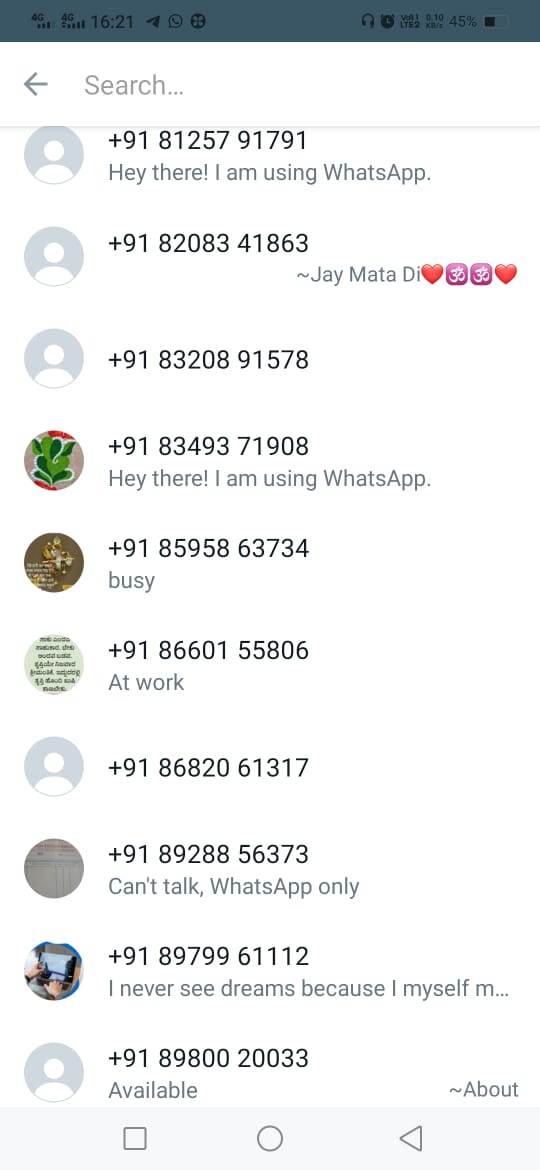 4G 4G 16:21 Vo1 LTE2 0.10 KB/s 45%
Search...
+91 81257 91791
Hey there! I am using WhatsApp.
+91 82083 41863
~Jay Mata Di❤️🕉️🕉️❤️
+91 83208 91578
+91 83493 71908
Hey there! I am using WhatsApp.
+91 85958 63734
busy
+91 86601 55806
At work
+91 86820 61317
+91 89288 56373
Can't talk, WhatsApp only
+91 89799 61112
I never see dreams because I myself m...
+91 89800 20033
Available ~About